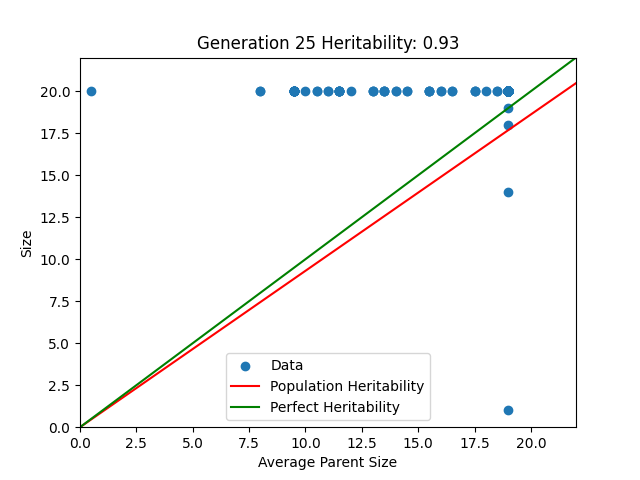 Generation 25 Heritability: 0.93
20.0
17.5
15.0
12.5
10.0
7.5
5.0
2.5
0.0
Size
Data
Population Heritability
Perfect Heritability
0.0 2.5 5.0 7.5 10.0 12.5 15.0 17.5 20.0
Average Parent Size